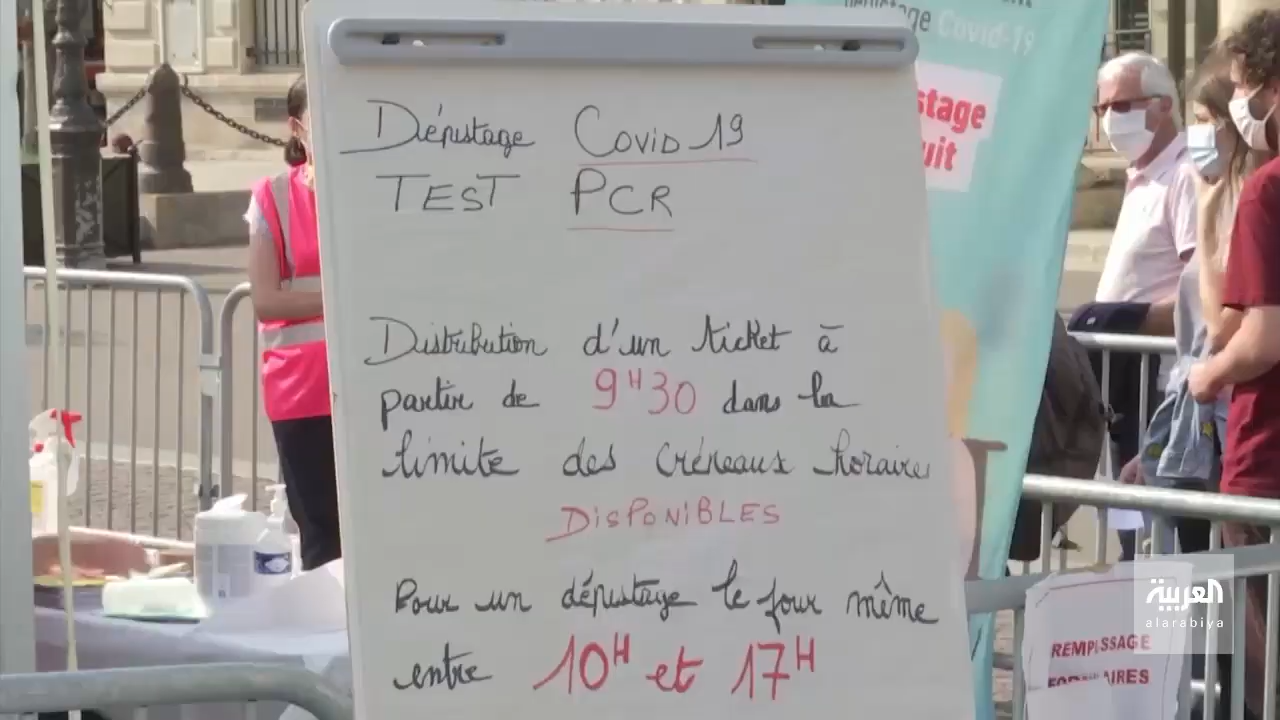 Dépistage Covid 19
TEST PCR
Distribution d'un ticket à
partir de 9H30 dans la
limite des créneaux horaires
DISPONIBLES
Pour un dépistage le jour même
entre 10H et 17H
dépistage Covid-19
stage
uit
REMPLISSAGE
العربية
alarabiya